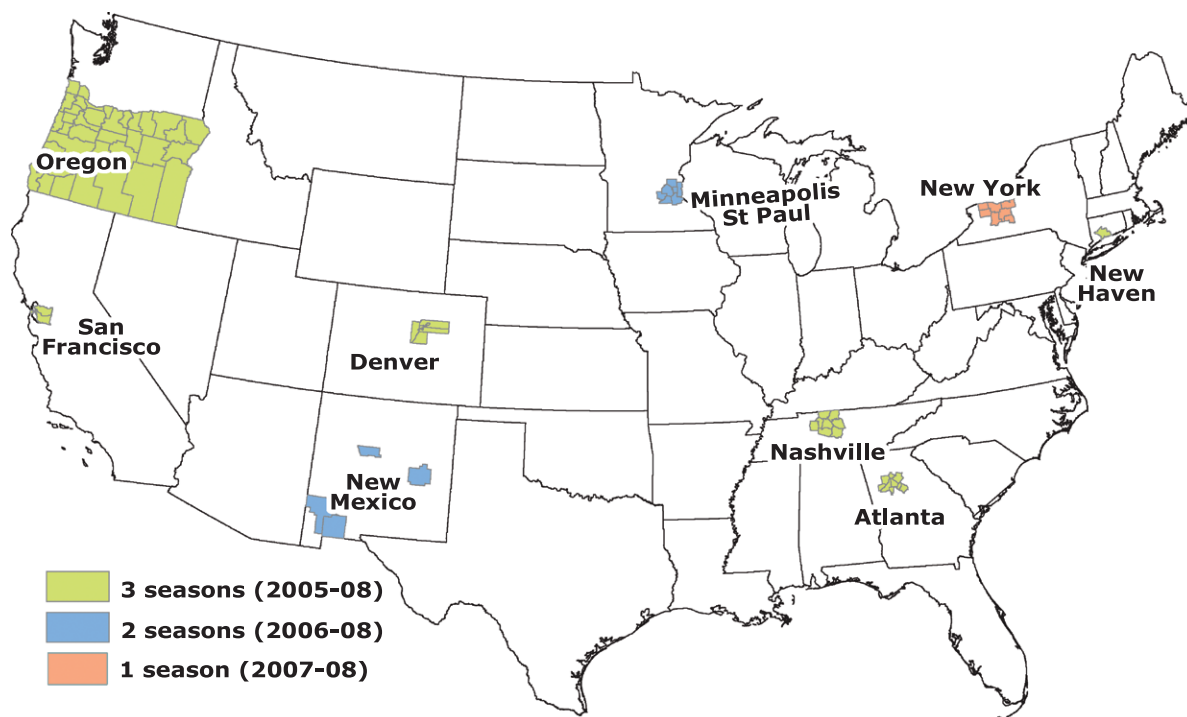 Oregon
Minneapolis
St Paul
New York
New
Haven
San
Francisco
Denver
Nashville
New
Mexico
Atlanta
3 seasons (2005-08)
2 seasons (2006-08)
1 season (2007-08)